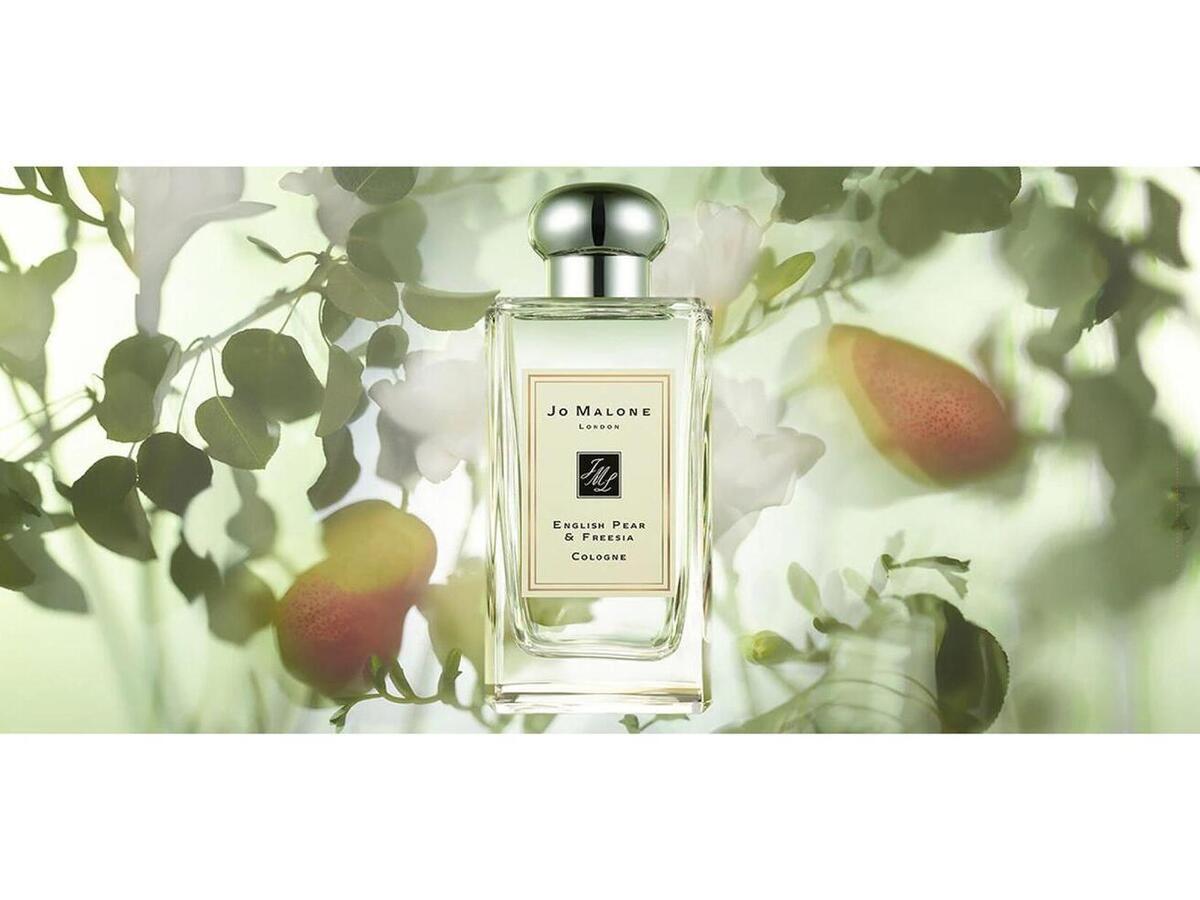 JO MALONE
LONDON
JML
ENGLISH PEAR
& FREESIA
COLOGNE